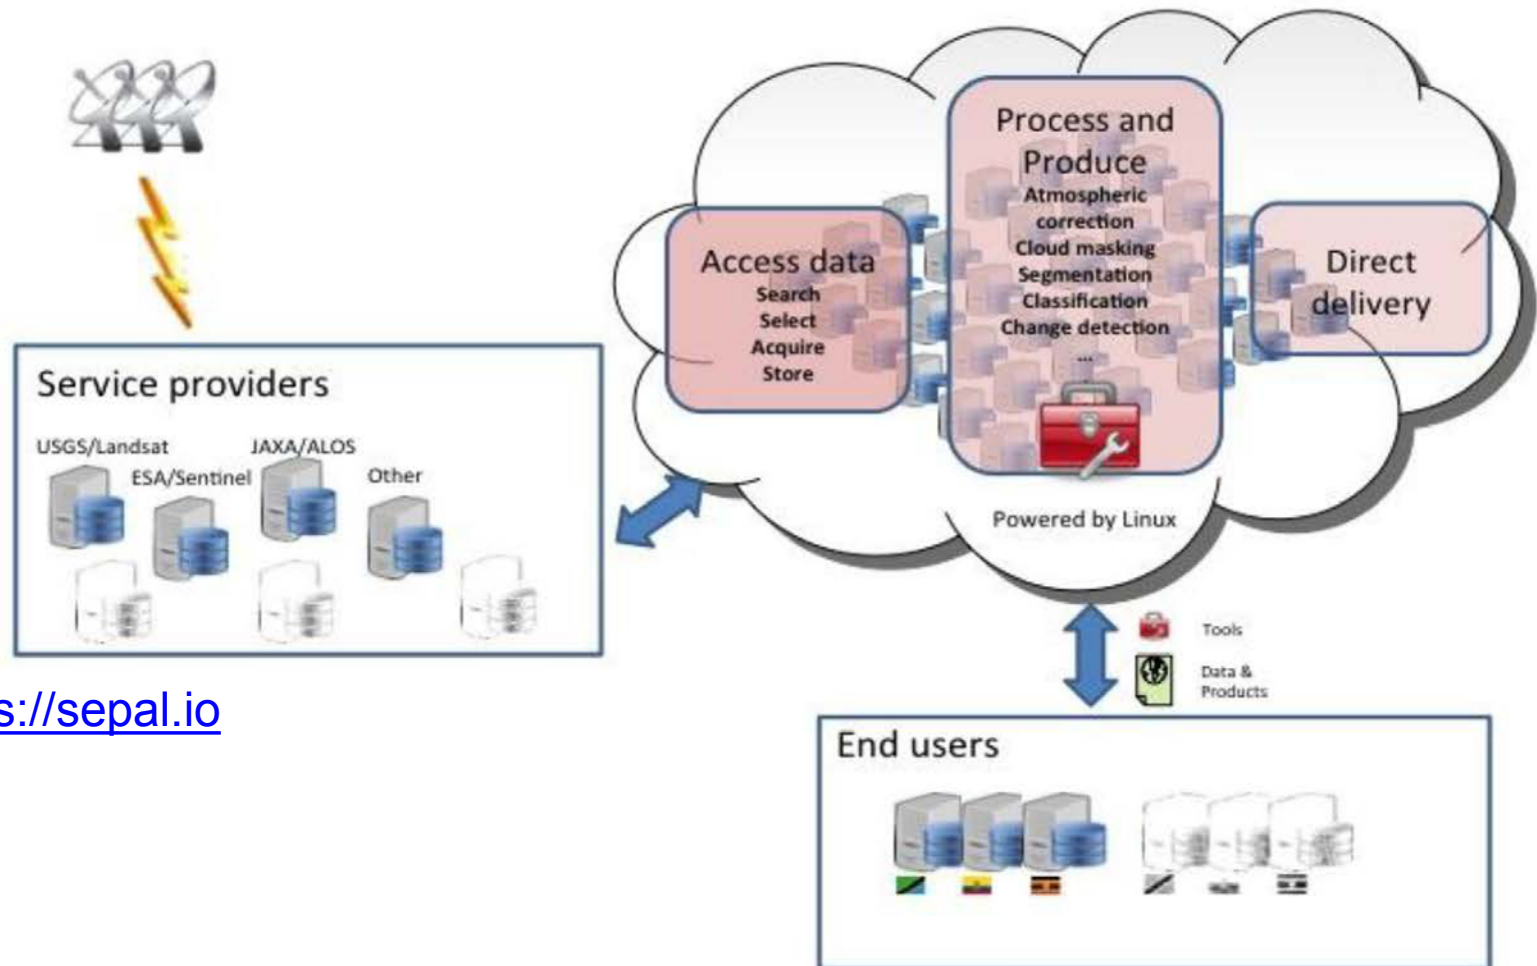 Service providers
USGS/Landsat
JAXA/ALOS
ESA/Sentinel
Other
Access data
Search
Select
Acquire
Store
Process and
Produce
Atmospheric
correction
Cloud masking
Segmentation
Classification
Change detection
...
Direct
delivery
Powered by Linux
Tools
Data &
Products
s://sepal.io
End users